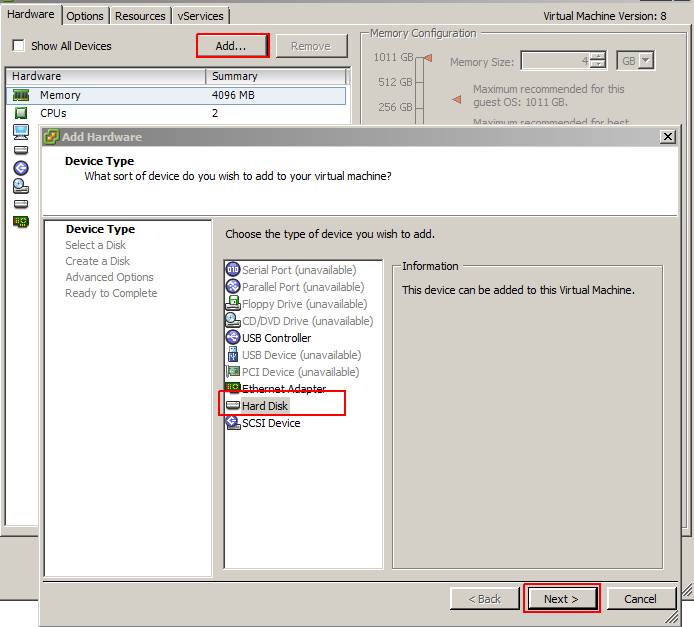 Hardware Options Resources vServices Virtual Machine Version: 8
Show All Devices Add... Remove
Hardware Summary
Memory 4096 MB
CPUs 2
Memory Configuration
1011 GB
512 GB
256 GB
Memory Size: 4 GB
Maximum recommended for this
guest OS: 1011 GB.
Maximum recommended for best
Add Hardware
Device Type
What sort of device do you wish to add to your virtual machine?
Device Type
Select a Disk
Create a Disk
Advanced Options
Ready to Complete
Choose the type of device you wish to add.
Serial Port (unavailable)
Parallel Port (unavailable)
Floppy Drive (unavailable)
CD/DVD Drive (unavailable)
USB Controller
USB Device (unavailable)
PCI Device (unavailable)
Ethernet Adapter
Hard Disk
SCSI Device
Information
This device can be added to this Virtual Machine.
< Back Next > Cancel